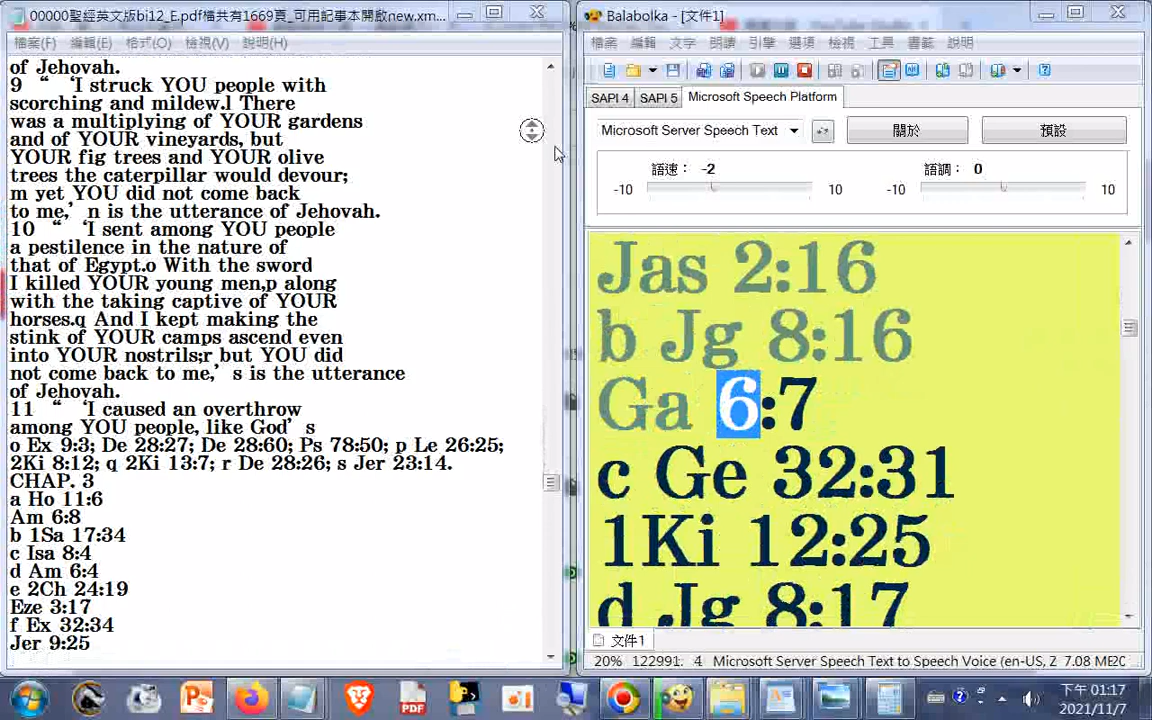 00000聖經英文版bi12_E.pdf檔共有1669頁_可用記事本開啟new.xm...
檔案(F) 編輯(E) 格式(O) 檢視(V) 說明(H)
of Jehovah.
9 “ ‘I struck YOU people with
scorching and mildew.l There
was a multiplying of YOUR gardens
and of YOUR vineyards, but
YOUR fig trees and YOUR olive
trees the caterpillar would devour;
m yet YOU did not come back
to me,’ n is the utterance of Jehovah.
10 “ ‘I sent among YOU people
a pestilence in the nature of
that of Egypt.o With the sword
I killed YOUR young men,p along
with the taking captive of YOUR
horses.q And I kept making the
stink of YOUR camps ascend even
into YOUR nostrils;r but YOU did
not come back to me,’ s is the utterance
of Jehovah.
11 “ ‘I caused an overthrow
among YOU people, like God’ s
o Ex 9:3; De 28:27; De 28:60; Ps 78:50; p Le 26:25;
2Ki 8:12; q 2Ki 13:7; r De 28:26; s Jer 23:14.
CHAP. 3
a Ho 11:6
Am 6:8
b 1Sa 17:34
c Isa 8:4
d Am 6:4
e 2Ch 24:19
Eze 3:17
f Ex 32:34
Jer 9:25
Balabolka - [文件1]
檔案 編輯 文字 朗讀 引擎 選項 檢視 工具 書籤 說明
SAPI 4 SAPI 5 Microsoft Speech Platform
Microsoft Server Speech Text 關於 預設
語速： -2 語調： 0
-10 10 -10 10
Jas 2:16
b Jg 8:16
Ga 6:7
c Ge 32:31
1Ki 12:25
d Jg 8:17
文件1
20% 122991. 4 Microsoft Server Speech Text to Speech Voice (en-US, Z 7.08 ME2C
PDF
下午 01:17
2021/11/7